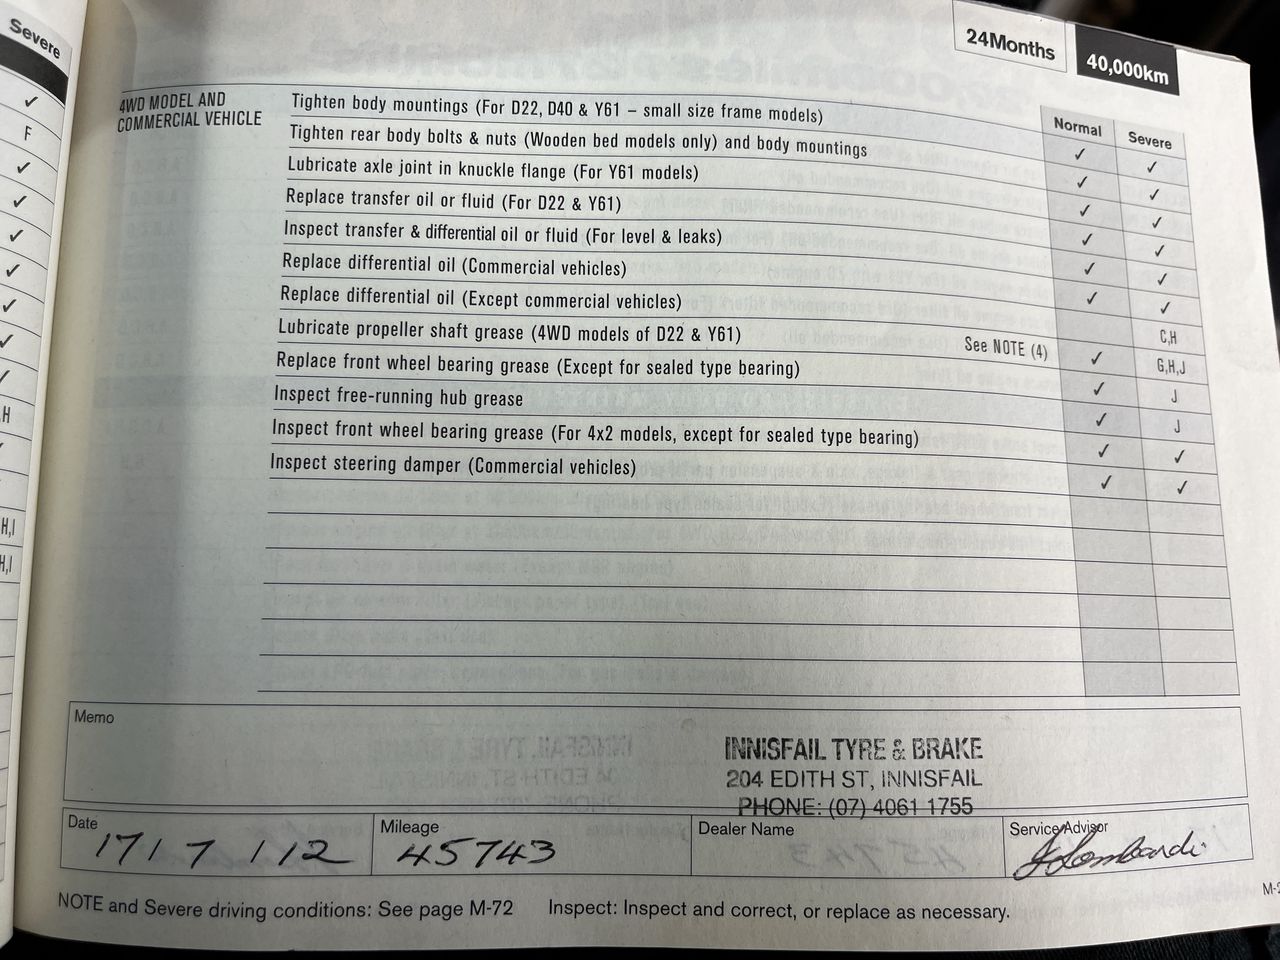 Severe
✓
F
✓
✓
✓
✓
✓
✓
H
H,I
H,I
24Months
40,000km
4WD MODEL AND
COMMERCIAL VEHICLE
Normal Severe
Tighten body mountings (For D22, D40 & Y61 – small size frame models) ✓ ✓
Tighten rear body bolts & nuts (Wooden bed models only) and body mountings ✓ ✓
Lubricate axle joint in knuckle flange (For Y61 models) ✓ ✓
Replace transfer oil or fluid (For D22 & Y61) ✓ ✓
Inspect transfer & differential oil or fluid (For level & leaks) ✓ ✓
Replace differential oil (Commercial vehicles) ✓ ✓
Replace differential oil (Except commercial vehicles) See NOTE (4) C,H
Lubricate propeller shaft grease (4WD models of D22 & Y61) ✓ G,H,J
Replace front wheel bearing grease (Except for sealed type bearing) ✓ J
Inspect free-running hub grease ✓ J
Inspect front wheel bearing grease (For 4x2 models, except for sealed type bearing) ✓ ✓
Inspect steering damper (Commercial vehicles) ✓ ✓
Memo
INNISFAIL TYRE & BRAKE
204 EDITH ST, INNISFAIL
PHONE: (07) 4061 1755
Date
17/7/12
Mileage
45743
Dealer Name
Service Advisor
Lombardi
NOTE and Severe driving conditions: See page M-72 Inspect: Inspect and correct, or replace as necessary.